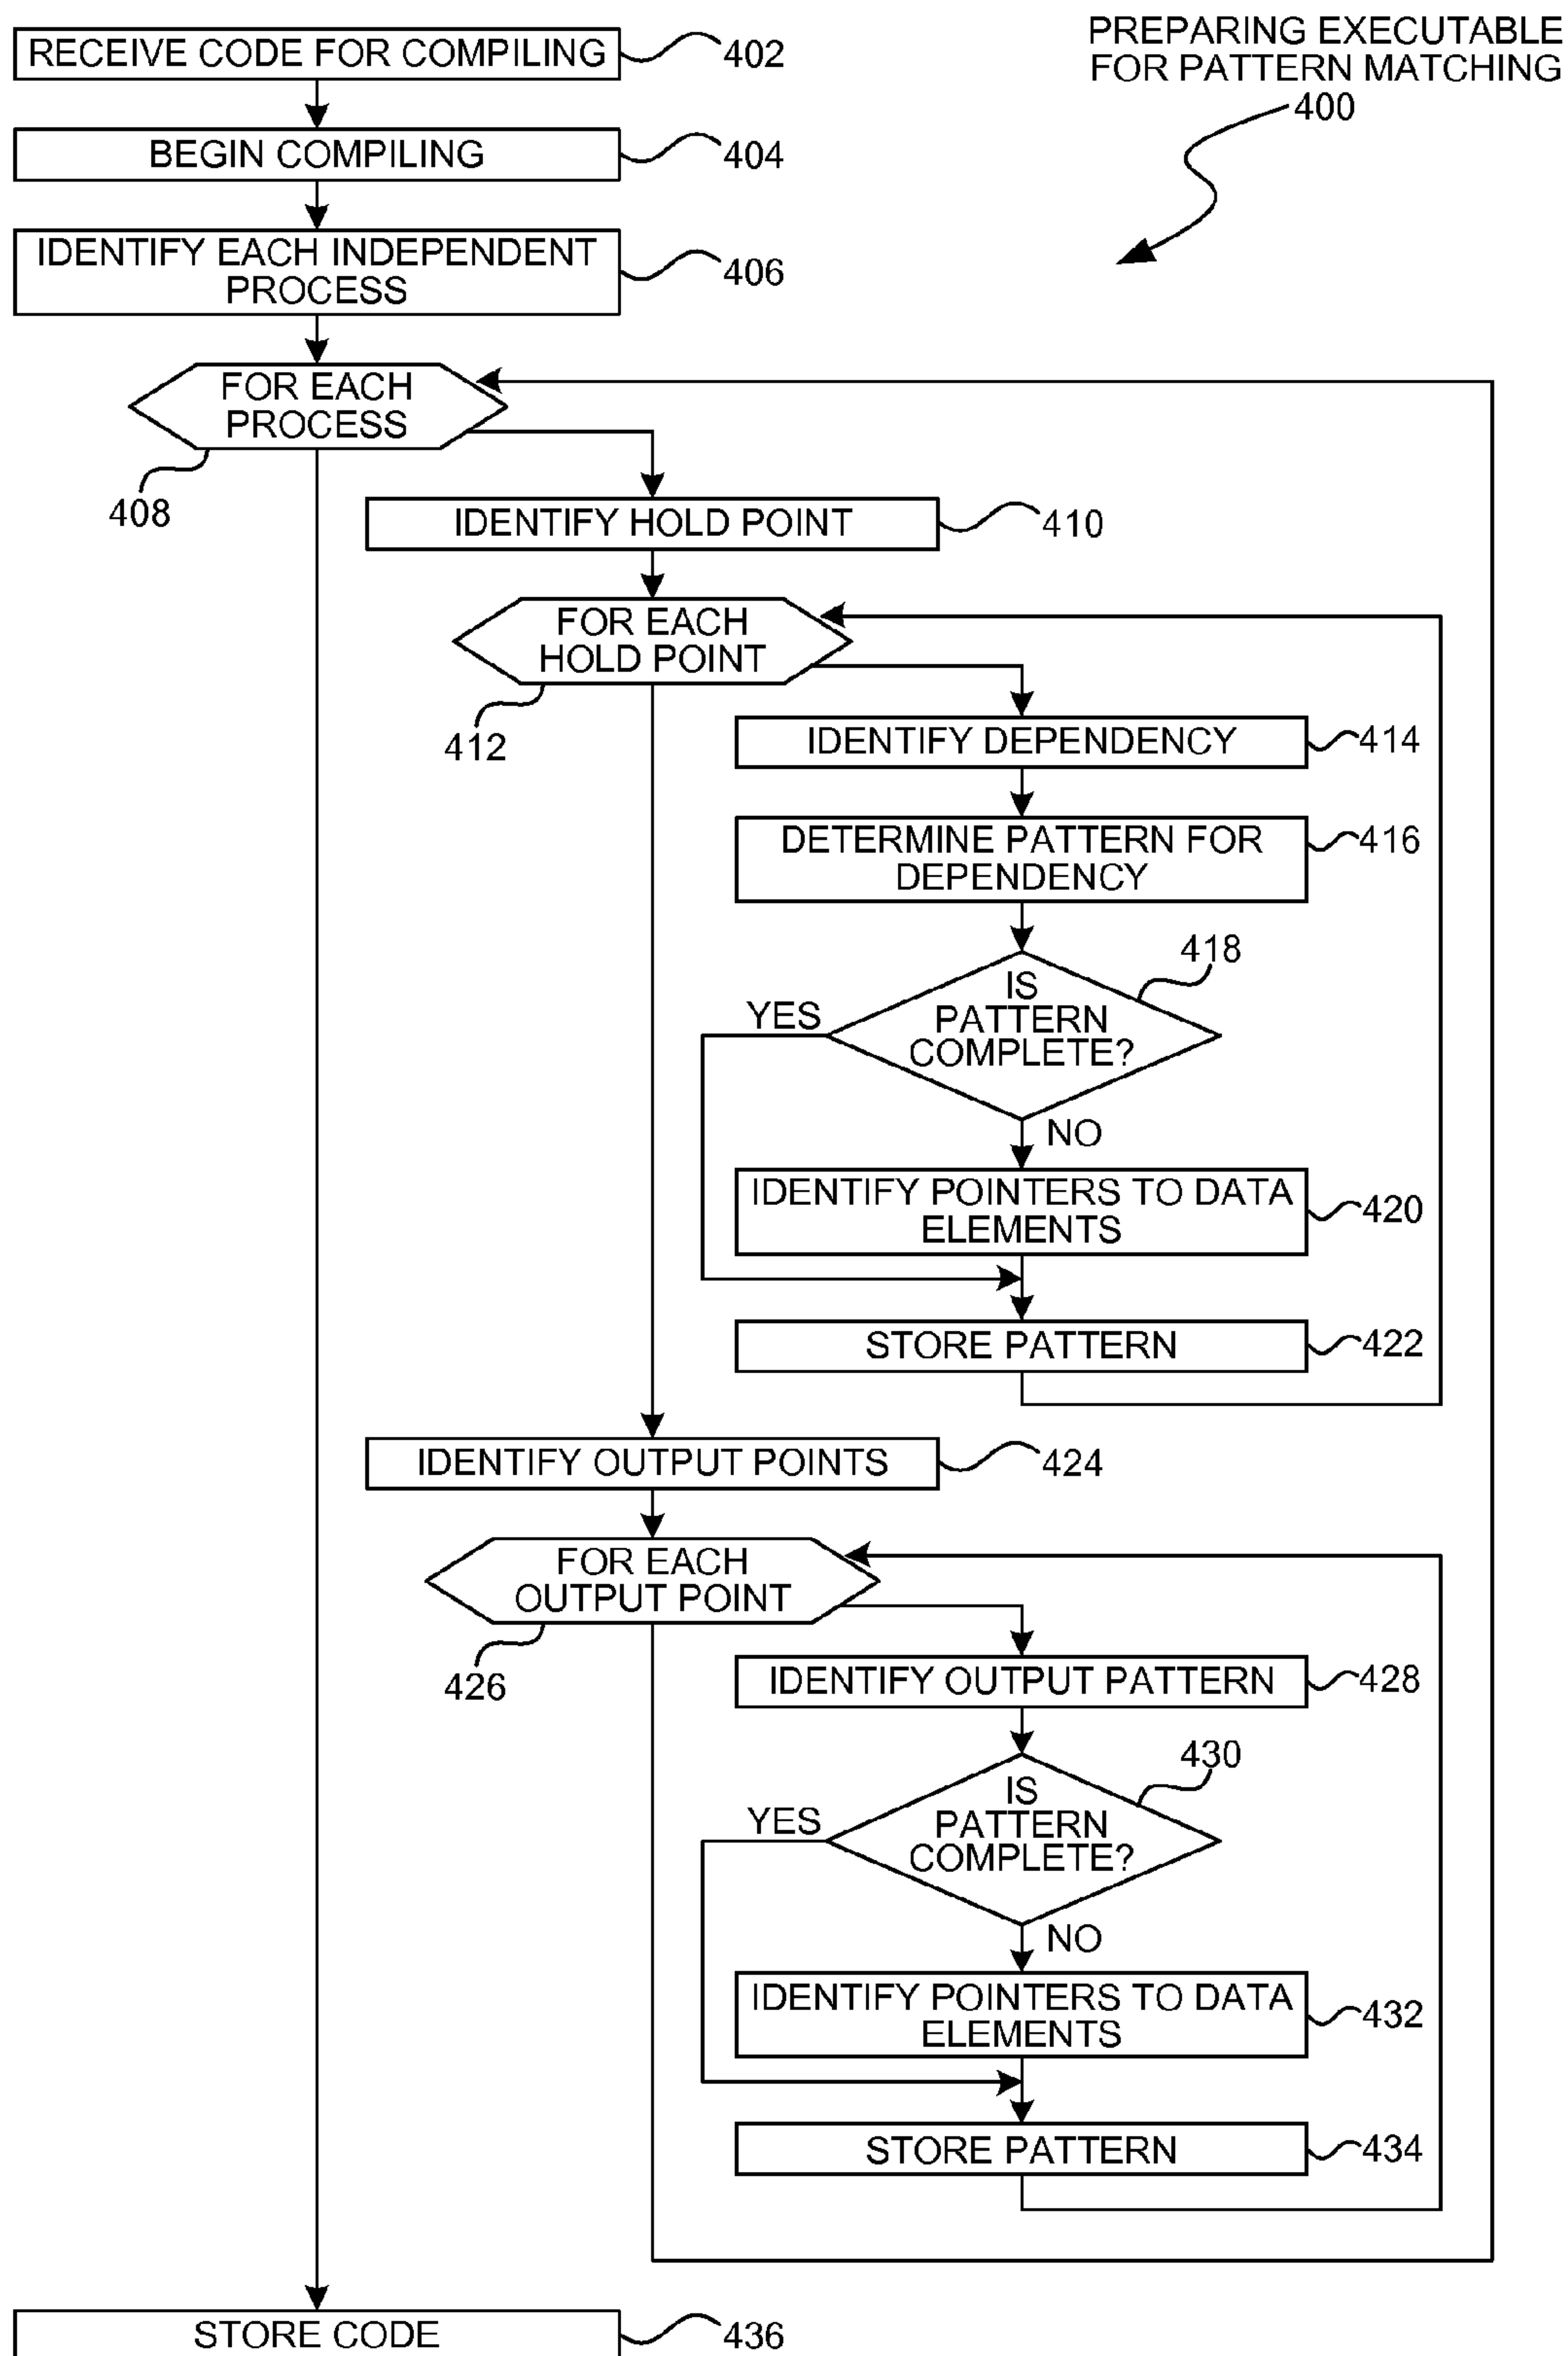 PREPARING EXECUTABLE
FOR PATTERN MATCHING
400
RECEIVE CODE FOR COMPILING
402
BEGIN COMPILING
404
IDENTIFY EACH INDEPENDENT
PROCESS
406
FOR EACH
PROCESS
408
IDENTIFY HOLD POINT
410
FOR EACH
HOLD POINT
412
IDENTIFY DEPENDENCY
414
DETERMINE PATTERN FOR
DEPENDENCY
416
IS
PATTERN
COMPLETE?
418
YES
NO
IDENTIFY POINTERS TO DATA
ELEMENTS
420
STORE PATTERN
422
IDENTIFY OUTPUT POINTS
424
FOR EACH
OUTPUT POINT
426
IDENTIFY OUTPUT PATTERN
428
IS
PATTERN
COMPLETE?
430
YES
NO
IDENTIFY POINTERS TO DATA
ELEMENTS
432
STORE PATTERN
434
STORE CODE
436